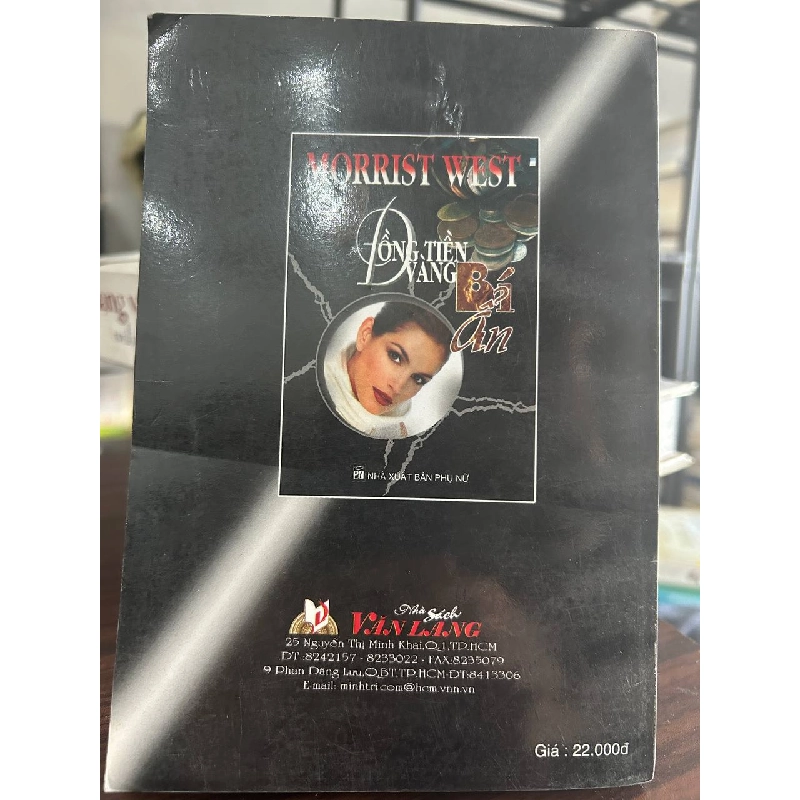 MORRIST WEST
ĐỒNG TIỀN
VÀNG
Bí
Ẩn
PN NHÀ XUẤT BẢN PHỤ NỮ
Nhà Sách
VĂN LANG
25 Nguyễn Thị Minh Khai,Q.1,TP.HCM
ĐT :8242157 - 8233022 - FAX:8235079
9 Phan Đăng Lưu,Q.BT,TP.HCM-ĐT:8413306
E-mail: minhtri.com@hcm.vnn.vn
Giá : 22.000đ